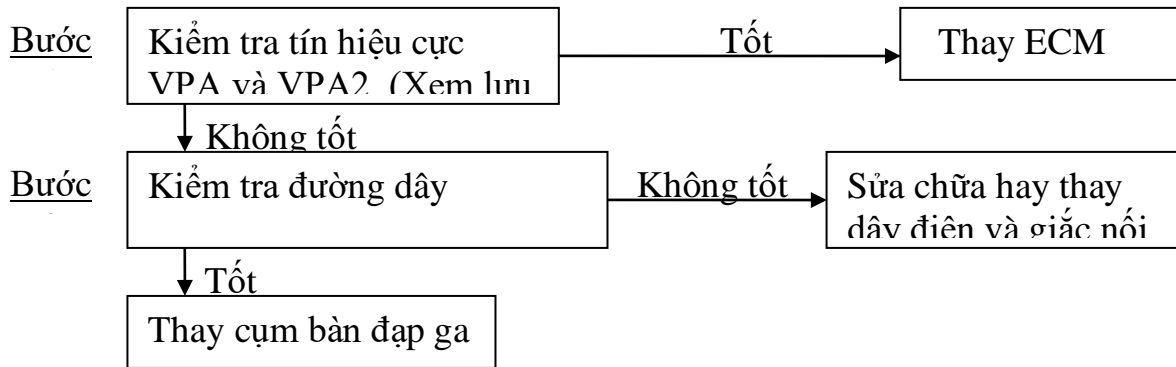 Bước
Kiểm tra tín hiệu cực
VPA và VPA2 (Xem lưu
Tốt
Thay ECM
Không tốt
Bước
Kiểm tra đường dây
Không tốt
Sửa chữa hay thay
dây điện và giắc nối
Tốt
Thay cụm bàn đạp ga